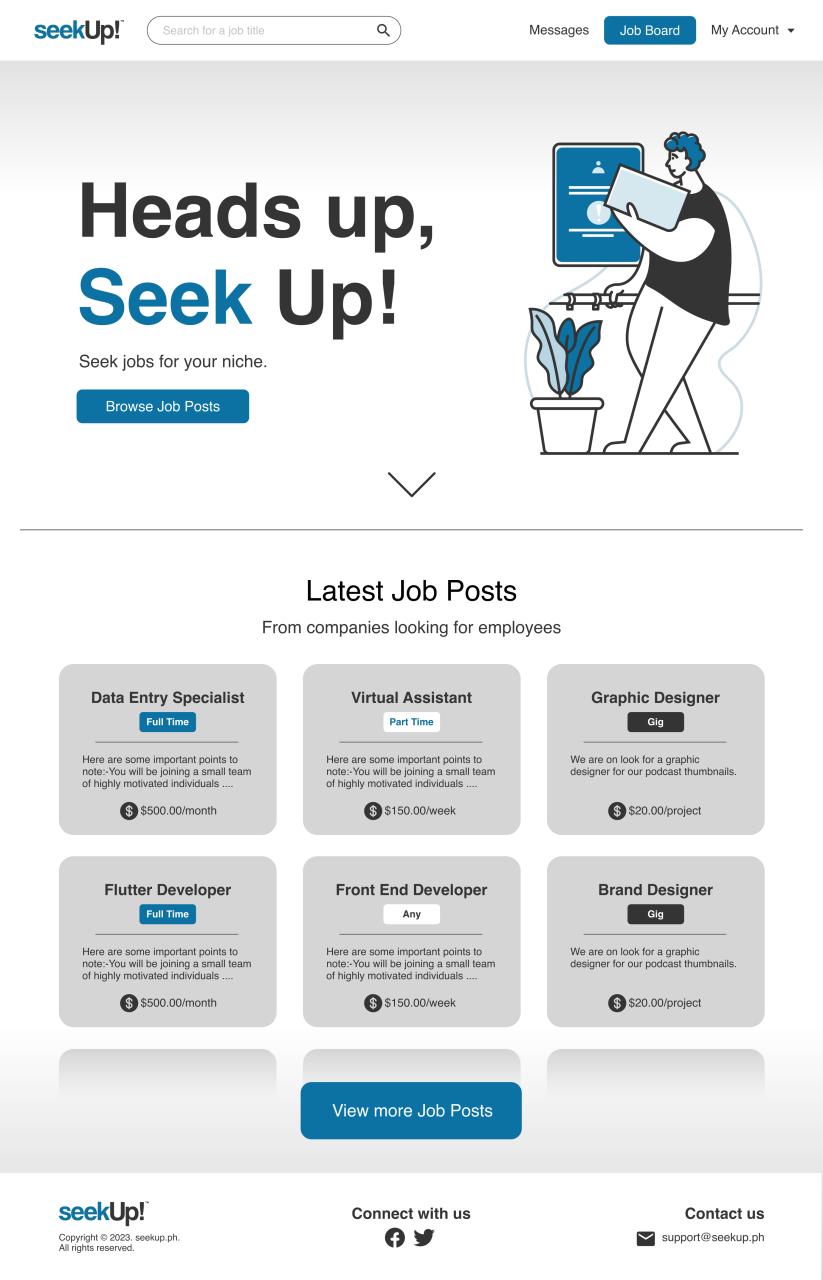 seekUp!™
Search for a job title
Messages
Job Board
My Account
Heads up,
Seek Up!
Seek jobs for your niche.
Browse Job Posts
Latest Job Posts
From companies looking for employees
Data Entry Specialist
Full Time
Here are some important points to
note:-You will be joining a small team
of highly motivated individuals ....
$ $500.00/month
Virtual Assistant
Part Time
Here are some important points to
note:-You will be joining a small team
of highly motivated individuals ....
$ $150.00/week
Graphic Designer
Gig
We are on look for a graphic
designer for our podcast thumbnails.
$ $20.00/project
Flutter Developer
Full Time
Here are some important points to
note:-You will be joining a small team
of highly motivated individuals ....
$ $500.00/month
Front End Developer
Any
Here are some important points to
note:-You will be joining a small team
of highly motivated individuals ....
$ $150.00/week
Brand Designer
Gig
We are on look for a graphic
designer for our podcast thumbnails.
$ $20.00/project
View more Job Posts
seekUp!™
Copyright © 2023. seekup.ph.
All rights reserved.
Connect with us
Contact us
support@seekup.ph